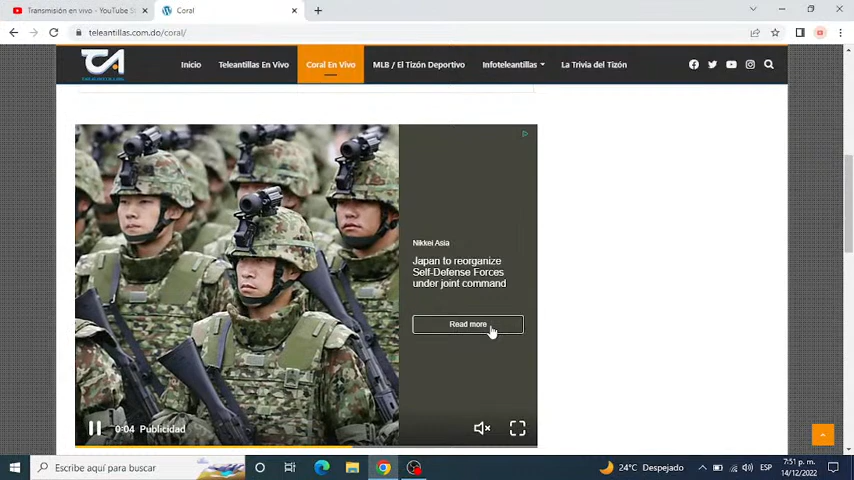 Transmisión en vivo - YouTube S
Coral
teleantillas.com.do/coral/
TA
Inicio
Teleantillas En Vivo
Coral En Vivo
MLB / El Tizón Deportivo
Infoteleantillas
La Trivia del Tizón
Nikkei Asia
Japan to reorganize
Self-Defense Forces
under joint command
Read more
0:04 Publicidad
Escribe aquí para buscar
24°C Despejado
ESP
7:51 p. m.
14/12/2022